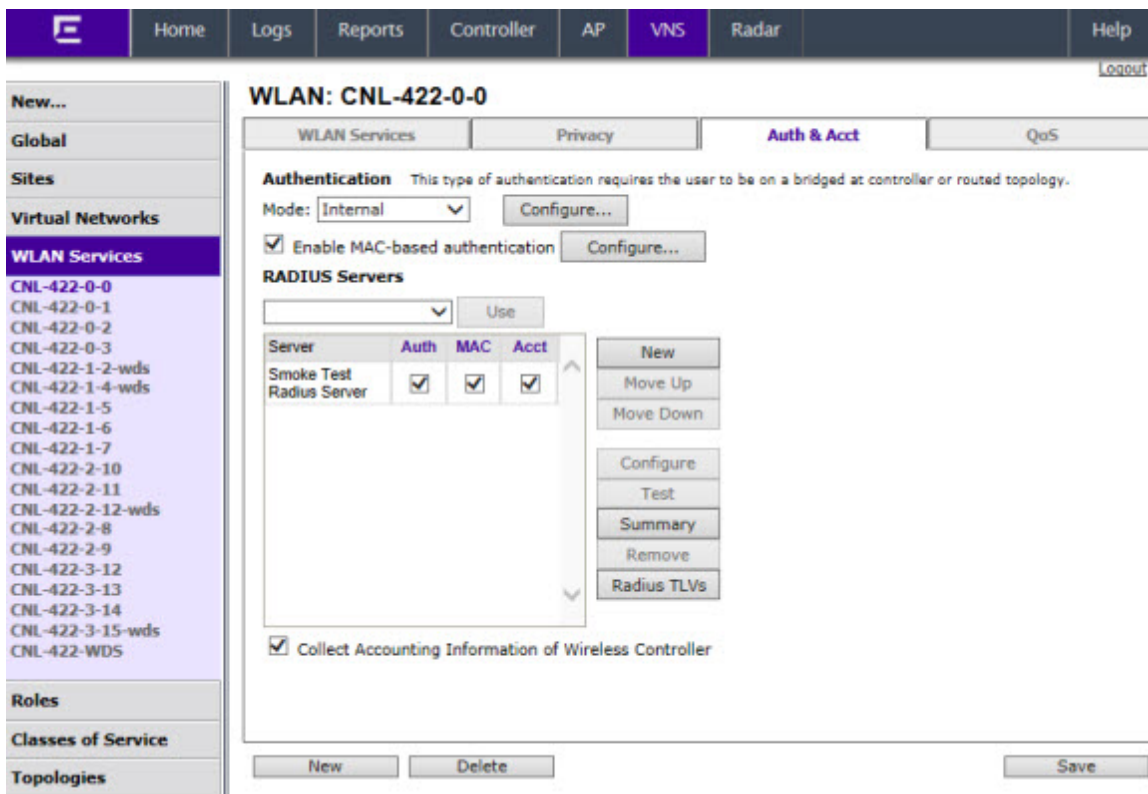 Home Logs Reports Controller AP VNS Radar Help
Logout
New...
Global
Sites
Virtual Networks
WLAN Services
CNL-422-0-0
CNL-422-0-1
CNL-422-0-2
CNL-422-0-3
CNL-422-1-2-wds
CNL-422-1-4-wds
CNL-422-1-5
CNL-422-1-6
CNL-422-1-7
CNL-422-2-10
CNL-422-2-11
CNL-422-2-12-wds
CNL-422-2-8
CNL-422-2-9
CNL-422-3-12
CNL-422-3-13
CNL-422-3-14
CNL-422-3-15-wds
CNL-422-WDS
Roles
Classes of Service
Topologies
WLAN: CNL-422-0-0
WLAN Services Privacy Auth & Acct QoS
Authentication This type of authentication requires the user to be on a bridged at controller or routed topology.
Mode: Internal Configure...
Enable MAC-based authentication Configure...
RADIUS Servers
Use
Server Auth MAC Acct
Smoke Test
Radius Server
New
Move Up
Move Down
Configure
Test
Summary
Remove
Radius TLVs
Collect Accounting Information of Wireless Controller
New Delete Save